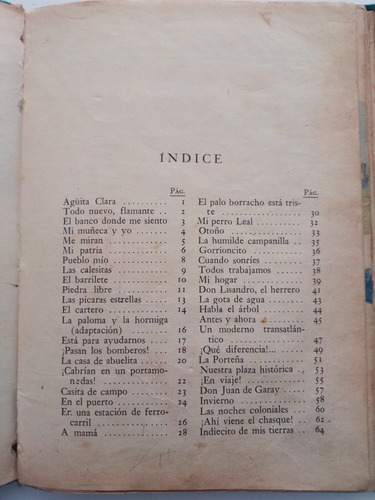 ÍNDICE
Pág.
Agüita Clara ............ 1
Todo nuevo, flamante .. 2
El banco donde me siento 3
Mi muñeca y yo ........ 4
Me miran .............. 5
Mi patria .............. 6
Pueblo mío ............ 8
Las calesitas ............ 9
El barrilete ............ 10
Piedra libre ............ 11
Las pícaras estrellas .... 13
El cartero .............. 14
La paloma y la hormiga
(adaptación) ........ 16
Está para ayudarnos .... 17
¡Pasan los bomberos! .. 18
La casa de abuelita .... 20
¡Cabrían en un portamo-
nedas! .............. 22
Casita de campo ........ 23
En el puerto .......... 24
En una estación de ferro-
carril .............. 26
A mamá .............. 28
Pág.
El palo borracho está tris-
te .................. 30
Mi perro Leal .......... 32
Otoño ................ 33
La humilde campanilla .. 35
Gorrioncito ............ 36
Cuando sonríes ........ 37
Todos trabajamos ...... 38
Mi hogar .............. 39
Don Lisandro, el herrero 41
La gota de agua ........ 43
Habla el árbol ........ 44
Antes y ahora .......... 45
Un moderno transatlán-
tico .................. 47
¡Qué diferencia!........ 49
La Porteña ............ 51
Nuestra plaza histórica .. 53
¡En viaje! .............. 55
Don Juan de Garay .... 57
Invierno .............. 58
Las noches coloniales .. 60
¡Ahí viene el chasque! .. 62
Indiecito de mis tierras .. 64